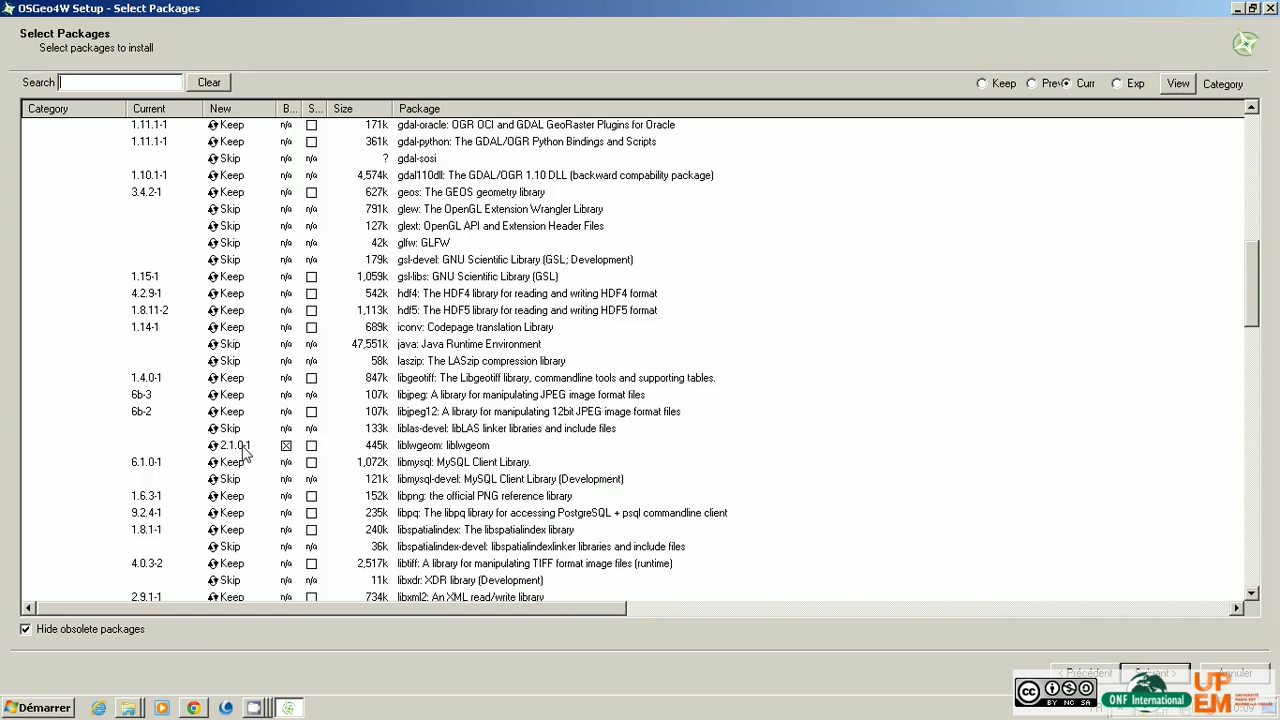 OSGeo4W Setup - Select Packages
Select Packages
Select packages to install
Search Clear Keep Prev Curr Exp View Category
Category Current New B... S... Size Package
1.11.1-1 Keep n/a 171k gdal-oracle: OGR OCI and GDAL GeoRaster Plugins for Oracle
1.11.1-1 Keep n/a 361k gdal-python: The GDAL/OGR Python Bindings and Scripts
Skip n/a n/a ? gdal-sosi
1.10.1-1 Keep n/a 4,574k gdal110dll: The GDAL/OGR 1.10 DLL (backward compability package)
3.4.2-1 Keep n/a 627k geos: The GEOS geometry library
Skip n/a n/a 791k glew: The OpenGL Extension Wrangler Library
Skip n/a n/a 127k glext: OpenGL API and Extension Header Files
Skip n/a n/a 42k glfw: GLFW
Skip n/a n/a 179k gsl-devel: GNU Scientific Library (GSL; Development)
1.15-1 Keep n/a 1,059k gsl-libs: GNU Scientific Library (GSL)
4.2.9-1 Keep n/a 542k hdf4: The HDF4 library for reading and writing HDF4 format
1.8.11-2 Keep n/a 1,113k hdf5: The HDF5 library for reading and writing HDF5 format
1.14-1 Keep n/a 689k iconv: Codepage translation Library
Skip n/a n/a 47,551k java: Java Runtime Environment
Skip n/a n/a 58k laszip: The LASzip compression library
1.4.0-1 Keep n/a 847k libgeotiff: The Libgeotiff library, commandline tools and supporting tables.
6b-3 Keep n/a n/a 107k libjpeg: A library for manipulating JPEG image format files
6b-2 Keep n/a 107k libjpeg12: A library for manipulating 12bit JPEG image format files
Skip n/a n/a 133k liblas-devel: libLAS linker libraries and include files
2.1.0-1 445k liblwgeom: liblwgeom
6.1.0-1 Keep n/a 1,072k libmysql: MySQL Client Library.
Skip n/a n/a 121k libmysql-devel: MySQL Client Library (Development)
1.6.3-1 Keep n/a 152k libpng: the official PNG reference library
9.2.4-1 Keep n/a 235k libpq: The libpq library for accessing PostgreSQL + psql commandline client
1.8.1-1 Keep n/a 240k libspatialindex: The libspatialindex library
Skip n/a n/a 36k libspatialindex-devel: libspatialindexlinker libraries and include files
4.0.3-2 Keep n/a 2,517k libtiff: A library for manipulating TIFF format image files (runtime)
Skip n/a n/a 11k libxdr: XDR library (Development)
2.9.1-1 Keep n/a 734k libxml2: An XML read/write library
Hide obsolete packages
< Précédent Suivant > Annuler
Démarrer
cc BY NC SA
ONF International
UPEM